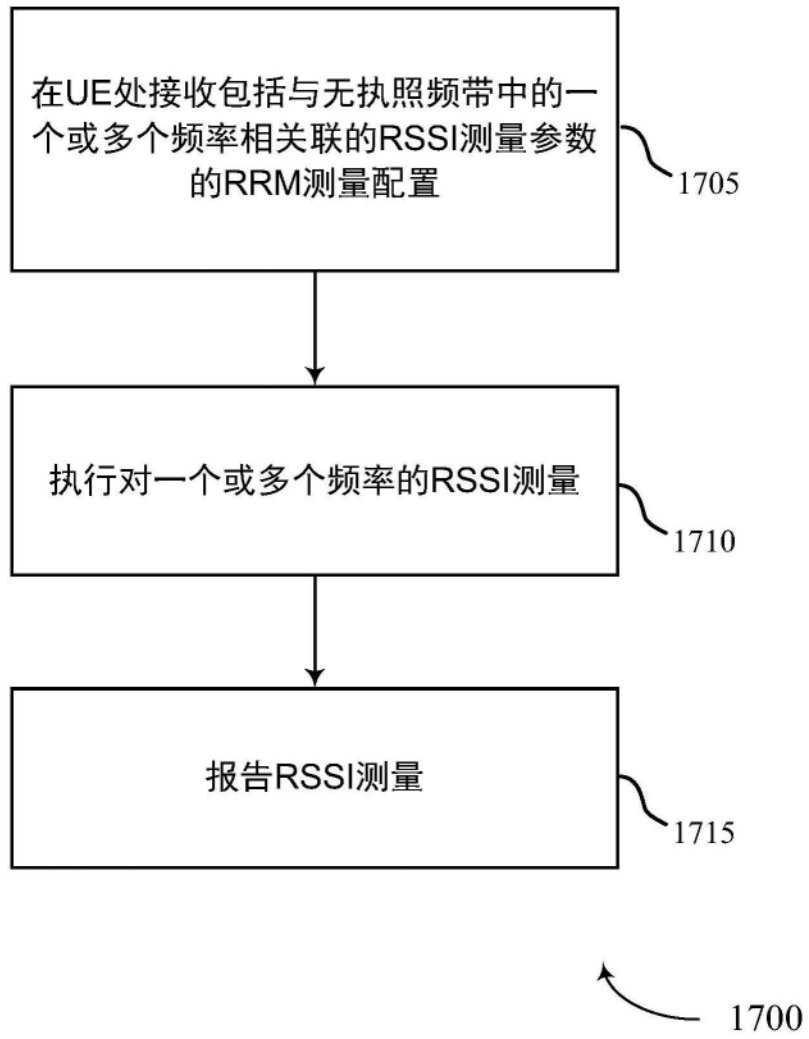 在UE处接收包括与无执照频带中的一
个或多个频率相关联的RSSI测量参数
的RRM测量配置
1705
执行对一个或多个频率的RSSI测量
1710
报告RSSI测量
1715
1700